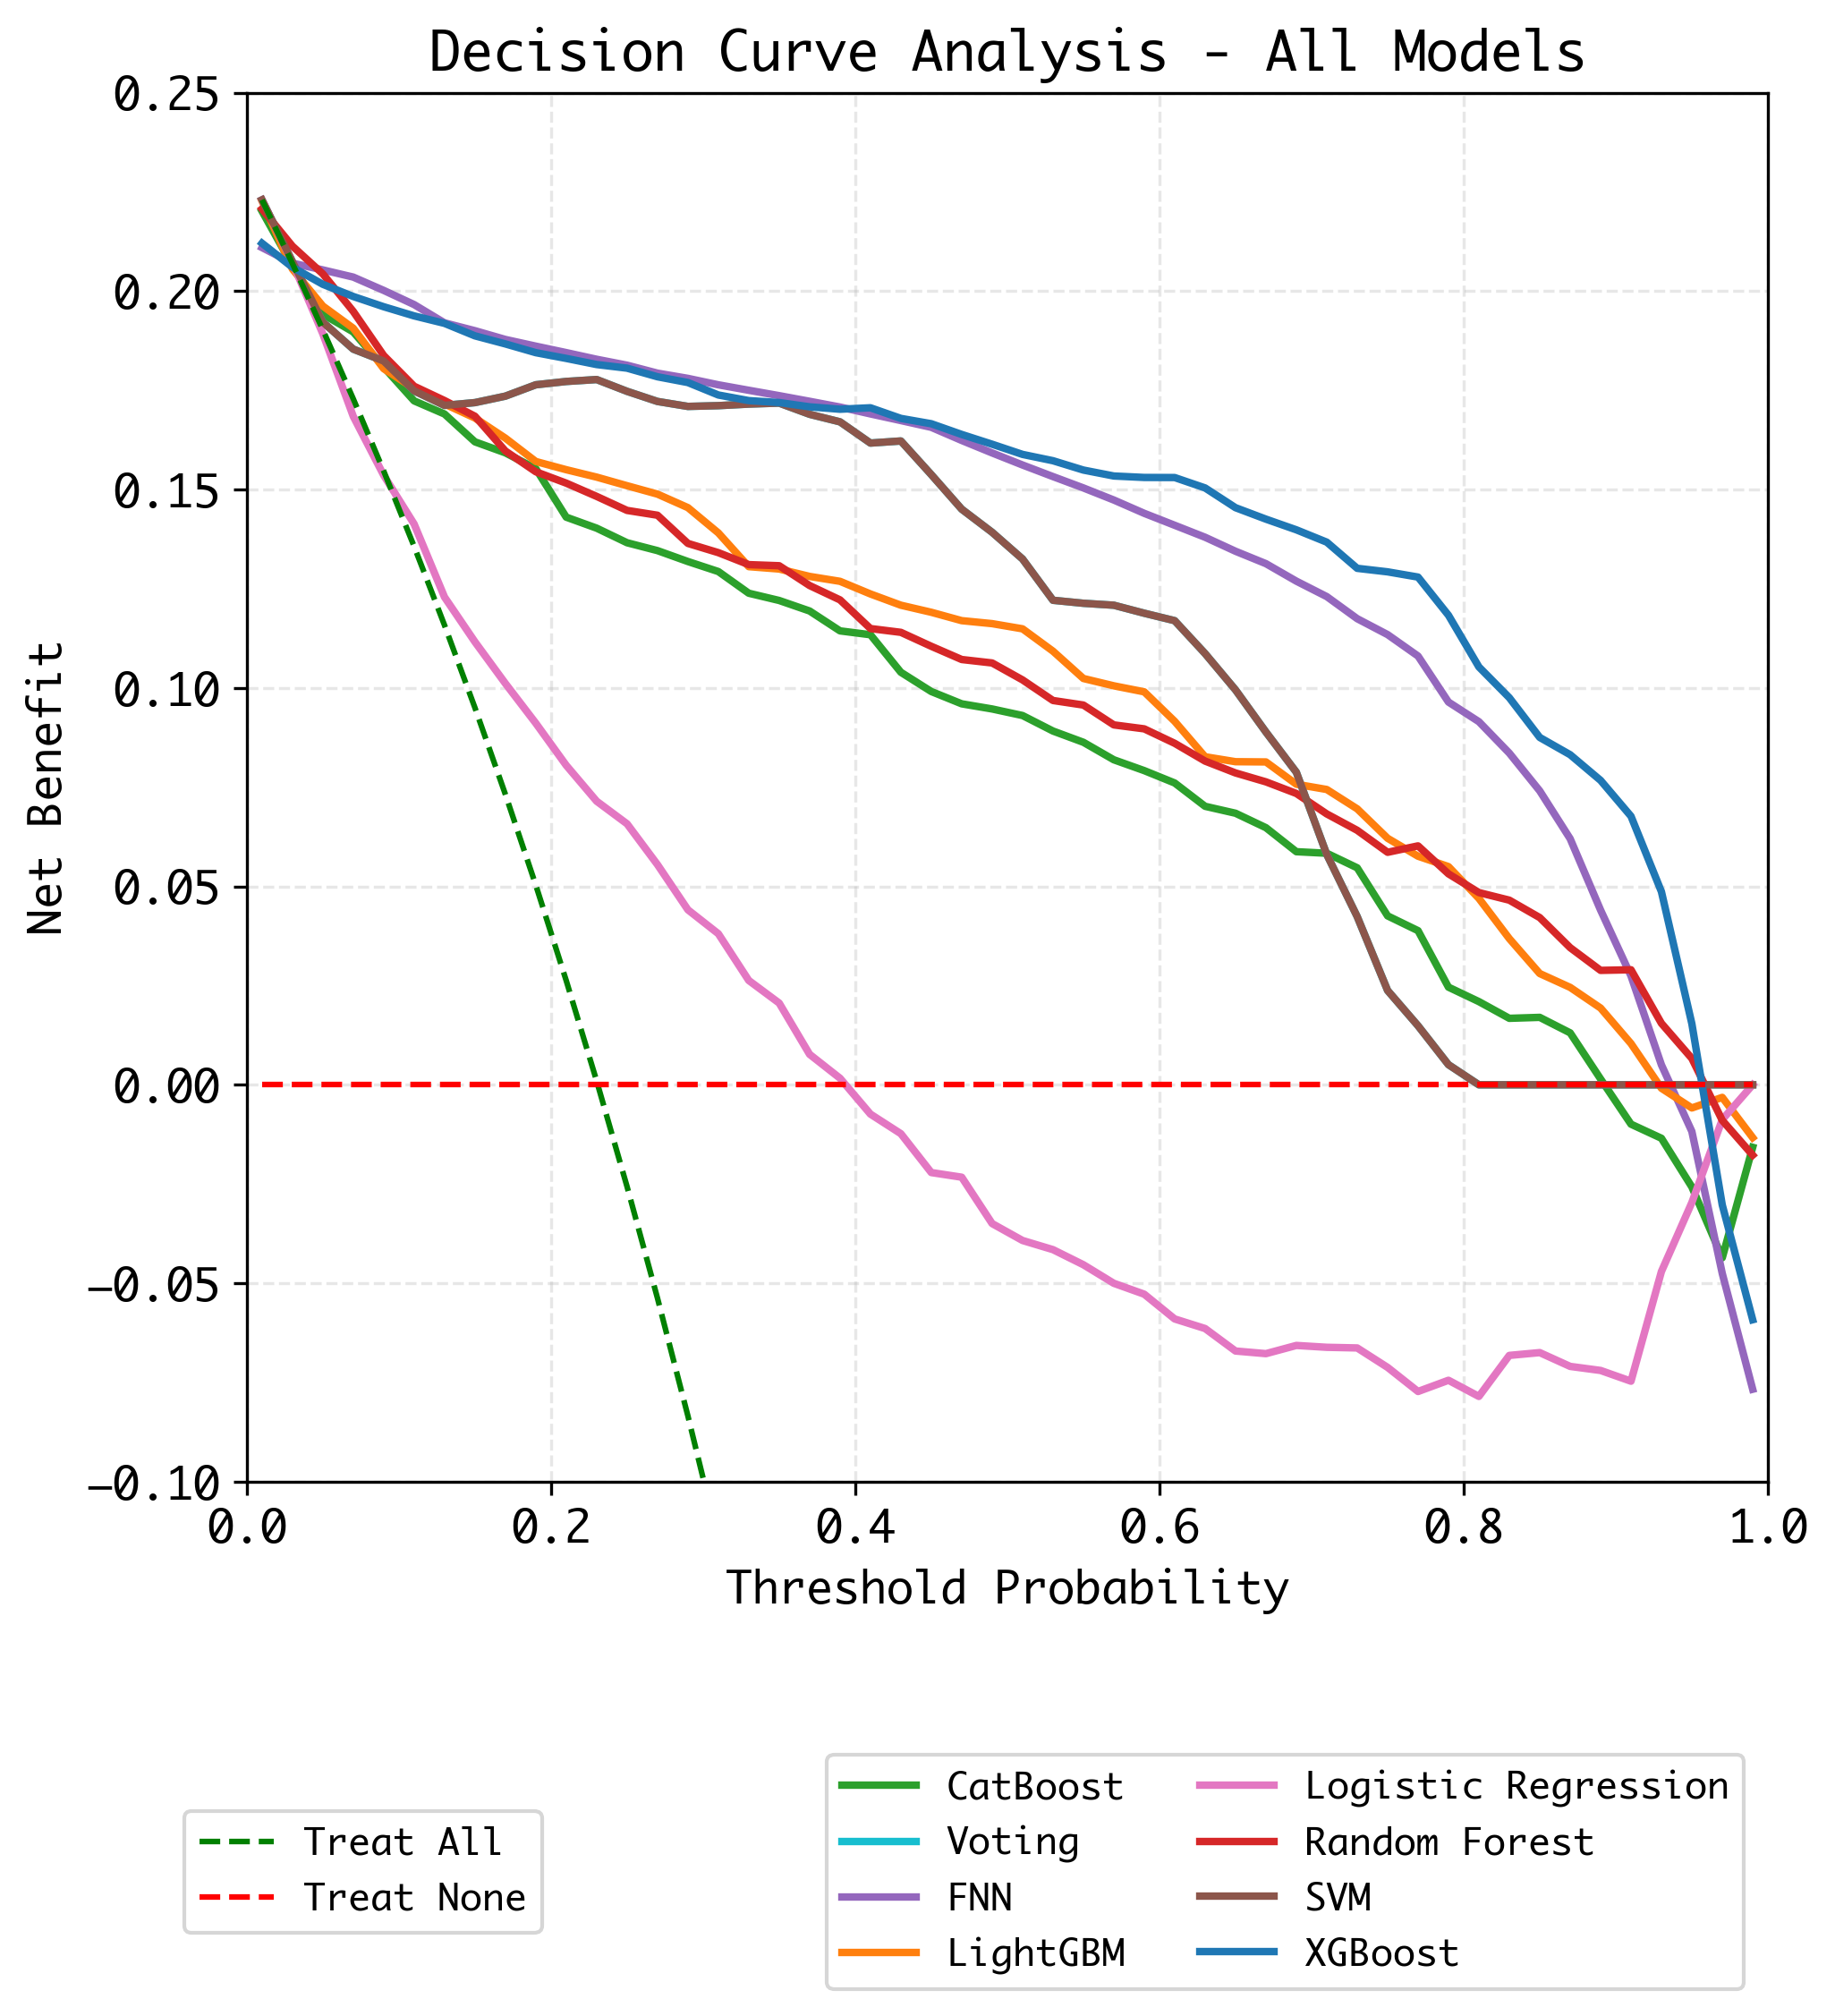 Decision Curve Analysis - All Models
0.25
0.20
0.15
0.10
0.05
0.00
−0.05
−0.10
Net Benefit
0.0 0.2 0.4 0.6 0.8 1.0
Threshold Probability
Treat All
Treat None
CatBoost
Voting
FNN
LightGBM
Logistic Regression
Random Forest
SVM
XGBoost